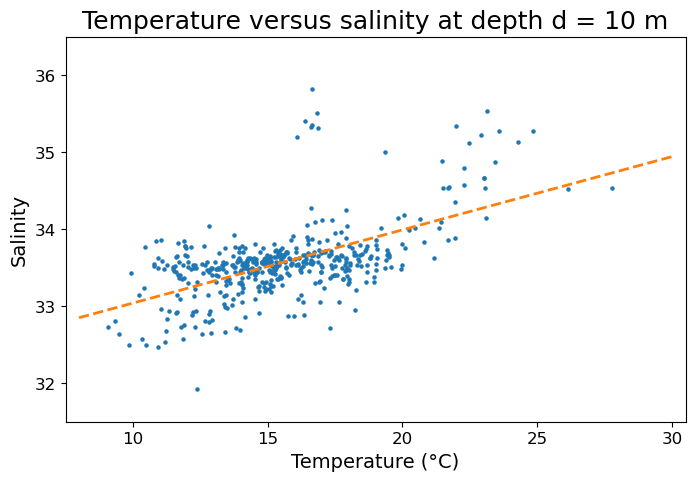 Temperature versus salinity at depth d = 10 m
36
35
34
33
32
Salinity
10 15 20 25 30
Temperature (°C)